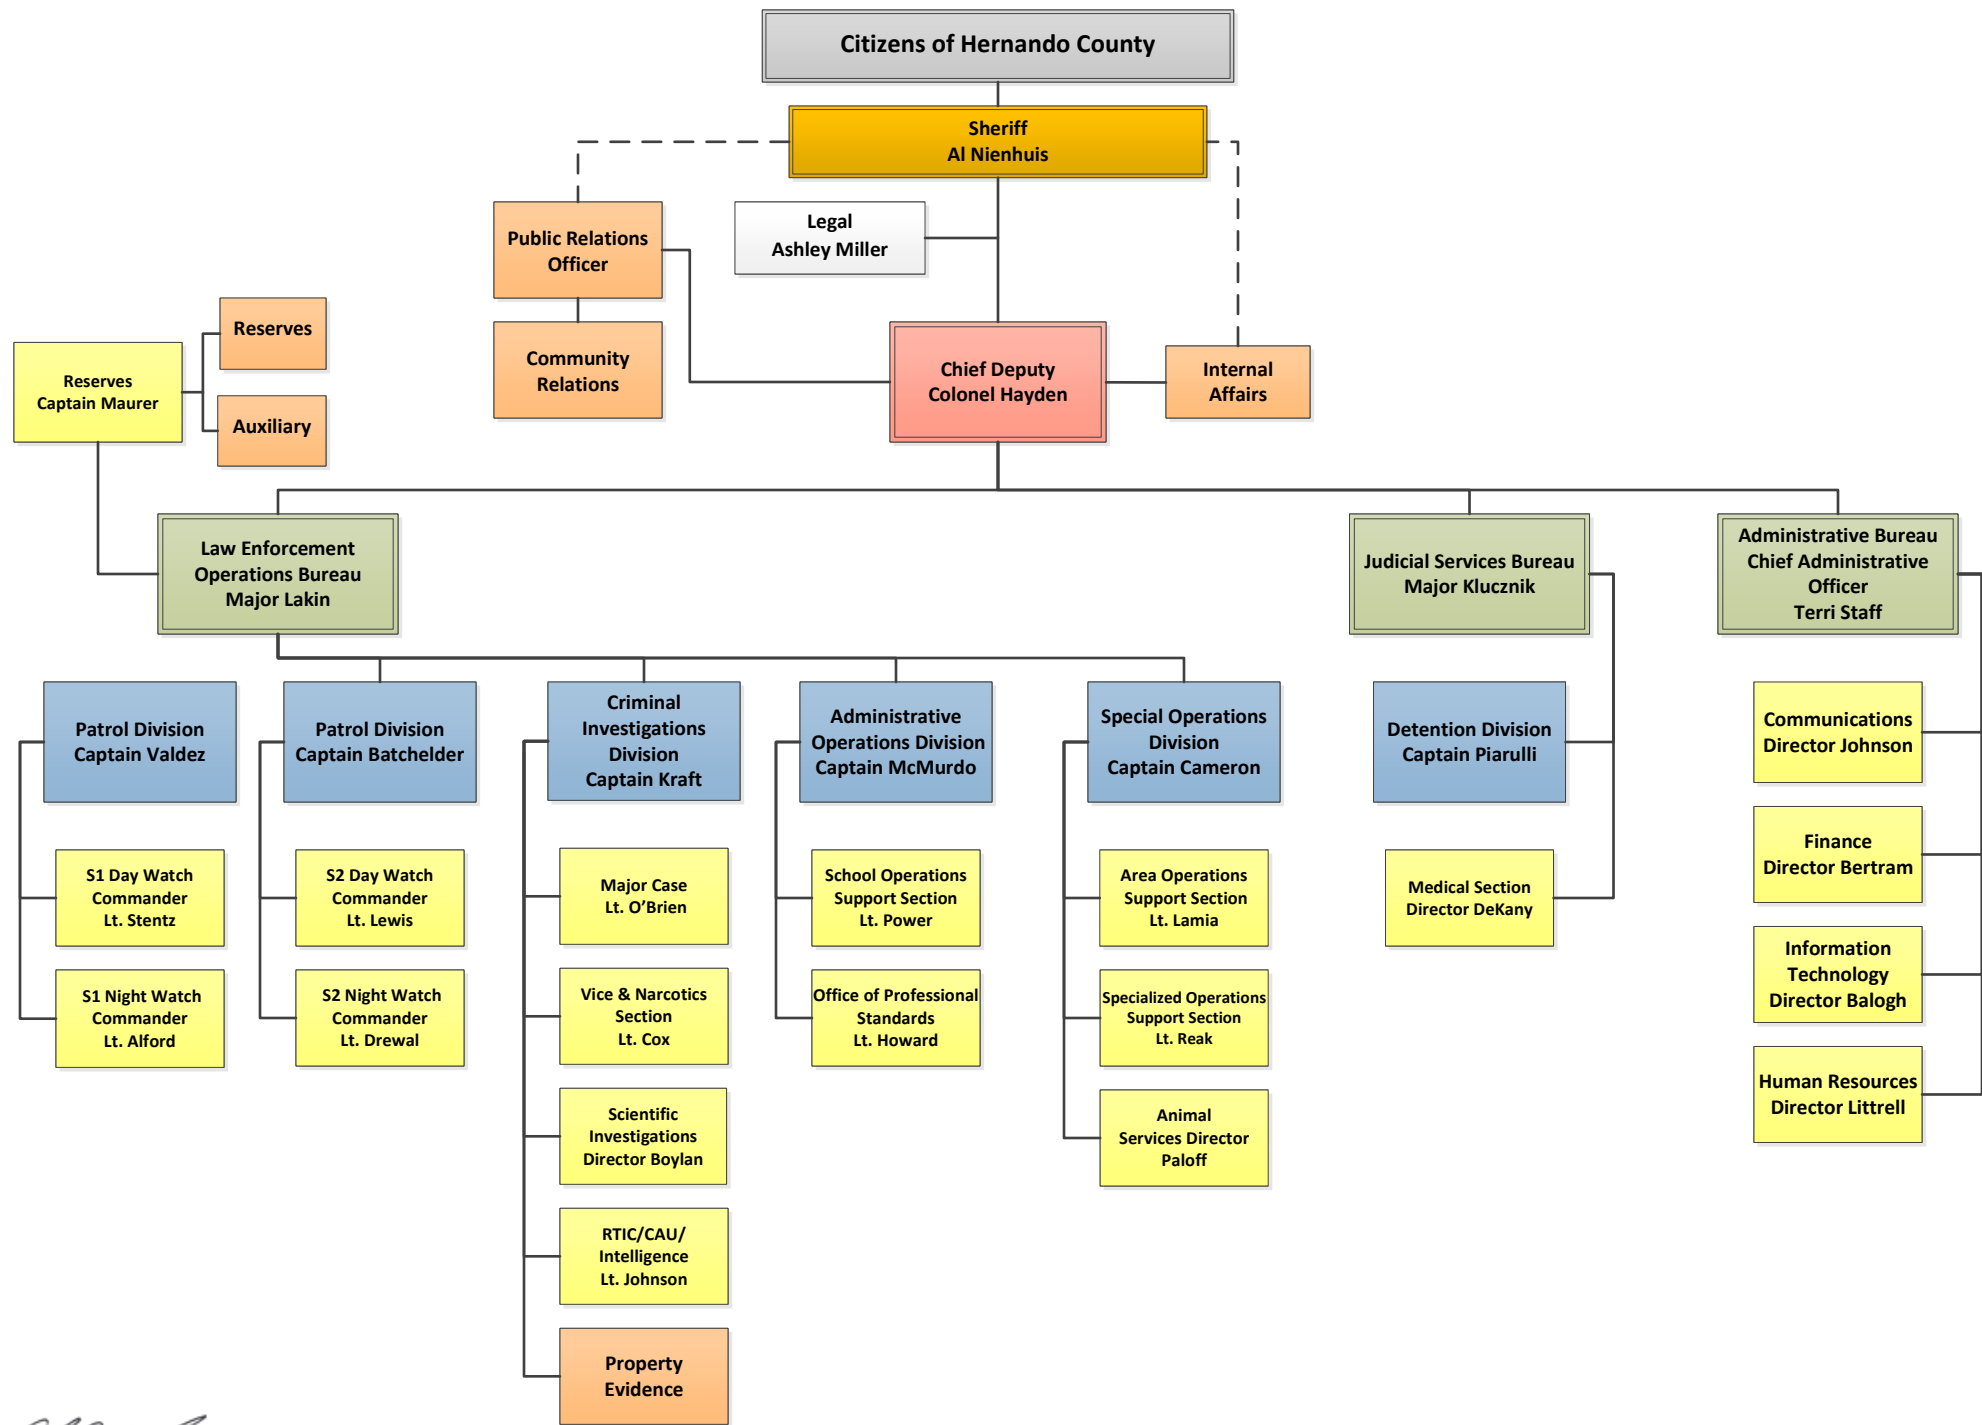 Citizens of Hernando County
Sheriff
Al Nienhuis
Legal
Ashley Miller
Public Relations
Officer
Community
Relations
Chief Deputy
Colonel Hayden
Internal
Affairs
Reserves
Captain Maurer
Reserves
Auxiliary
Law Enforcement
Operations Bureau
Major Lakin
Judicial Services Bureau
Major Klucznik
Administrative Bureau
Chief Administrative
Officer
Terri Staff
Patrol Division
Captain Valdez
S1 Day Watch
Commander
Lt. Stentz
S1 Night Watch
Commander
Lt. Alford
Patrol Division
Captain Batchelder
S2 Day Watch
Commander
Lt. Lewis
S2 Night Watch
Commander
Lt. Drewal
Criminal
Investigations
Division
Captain Kraft
Major Case
Lt. O’Brien
Vice & Narcotics
Section
Lt. Cox
Scientific
Investigations
Director Boylan
RTIC/CAU/
Intelligence
Lt. Johnson
Property
Evidence
Administrative
Operations Division
Captain McMurdo
School Operations
Support Section
Lt. Power
Office of Professional
Standards
Lt. Howard
Special Operations
Division
Captain Cameron
Area Operations
Support Section
Lt. Lamia
Specialized Operations
Support Section
Lt. Reak
Animal
Services Director
Paloff
Detention Division
Captain Piarulli
Medical Section
Director DeKany
Communications
Director Johnson
Finance
Director Bertram
Information
Technology
Director Balogh
Human Resources
Director Littrell